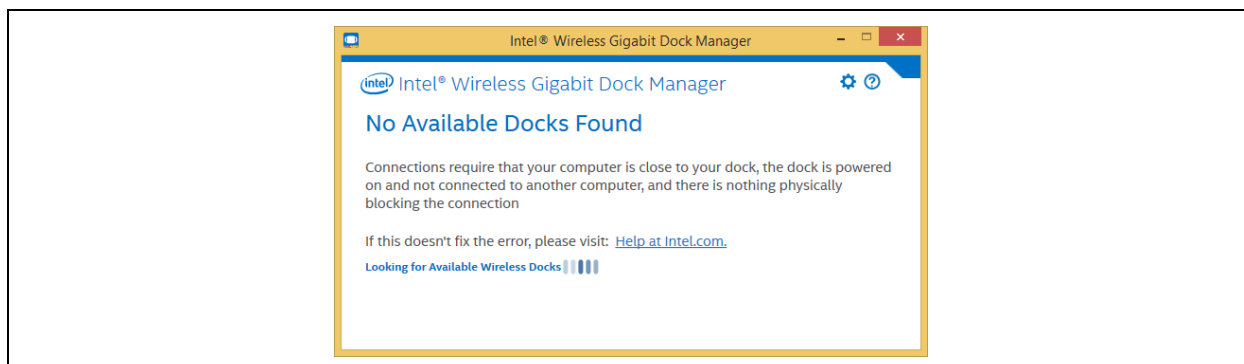 Intel® Wireless Gigabit Dock Manager
intel Intel® Wireless Gigabit Dock Manager
No Available Docks Found
Connections require that your computer is close to your dock, the dock is powered
on and not connected to another computer, and there is nothing physically
blocking the connection
If this doesn't fix the error, please visit: Help at Intel.com.
Looking for Available Wireless Docks